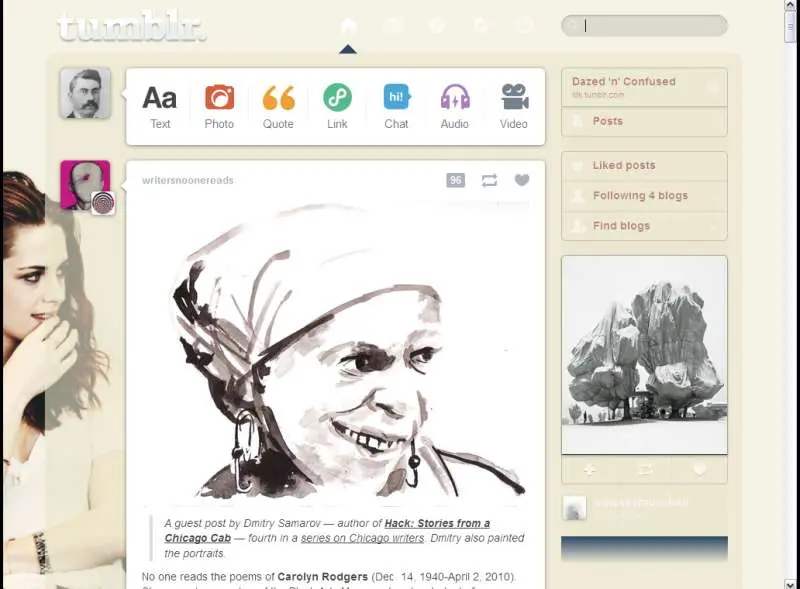 tumblr.
Aa
Text
Photo
Quote
Link
hi!
Chat
Audio
Video
writersnoonereads
96
A guest post by Dmitry Samarov — author of Hack: Stories from a
Chicago Cab — fourth in a series on Chicago writers. Dmitry also painted
the portraits.
No one reads the poems of Carolyn Rodgers (Dec. 14, 1940-April 2, 2010).
Dazed 'n' Confused
Posts
Liked posts
Following 4 blogs
Find blogs